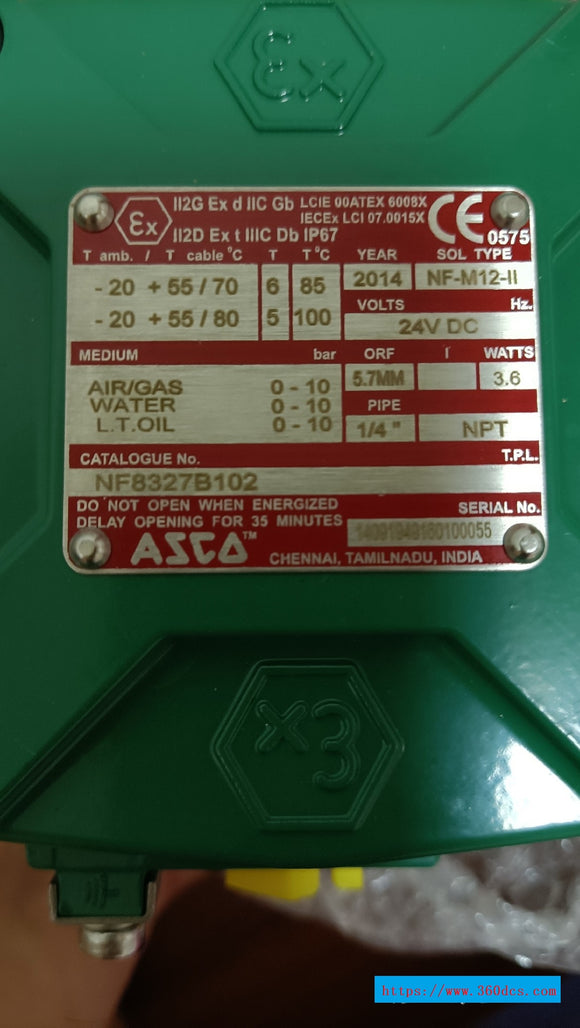 Ex
Ex II2G Ex d IIC Gb LCIE 00ATEX 6008X
IECEx LCI 07.0015X
II2D Ex t IIIC Db IP67
CE 0575
T amb. / T cable °C T T°C YEAR SOL TYPE
- 20 + 55 / 70 6 85 2014 NF-M12-II
- 20 + 55 / 80 5 100 VOLTS Hz.
24V DC
MEDIUM bar ORF I WATTS
AIR/GAS 0 - 10 5.7MM 3.6
WATER 0 - 10 PIPE
L.T.OIL 0 - 10 1/4 " NPT
CATALOGUE No. T.P.L.
NF8327B102
DO NOT OPEN WHEN ENERGIZED SERIAL No.
DELAY OPENING FOR 35 MINUTES
ASCO™ CHENNAI, TAMILNADU, INDIA
Ex
https://www.360dcs.com